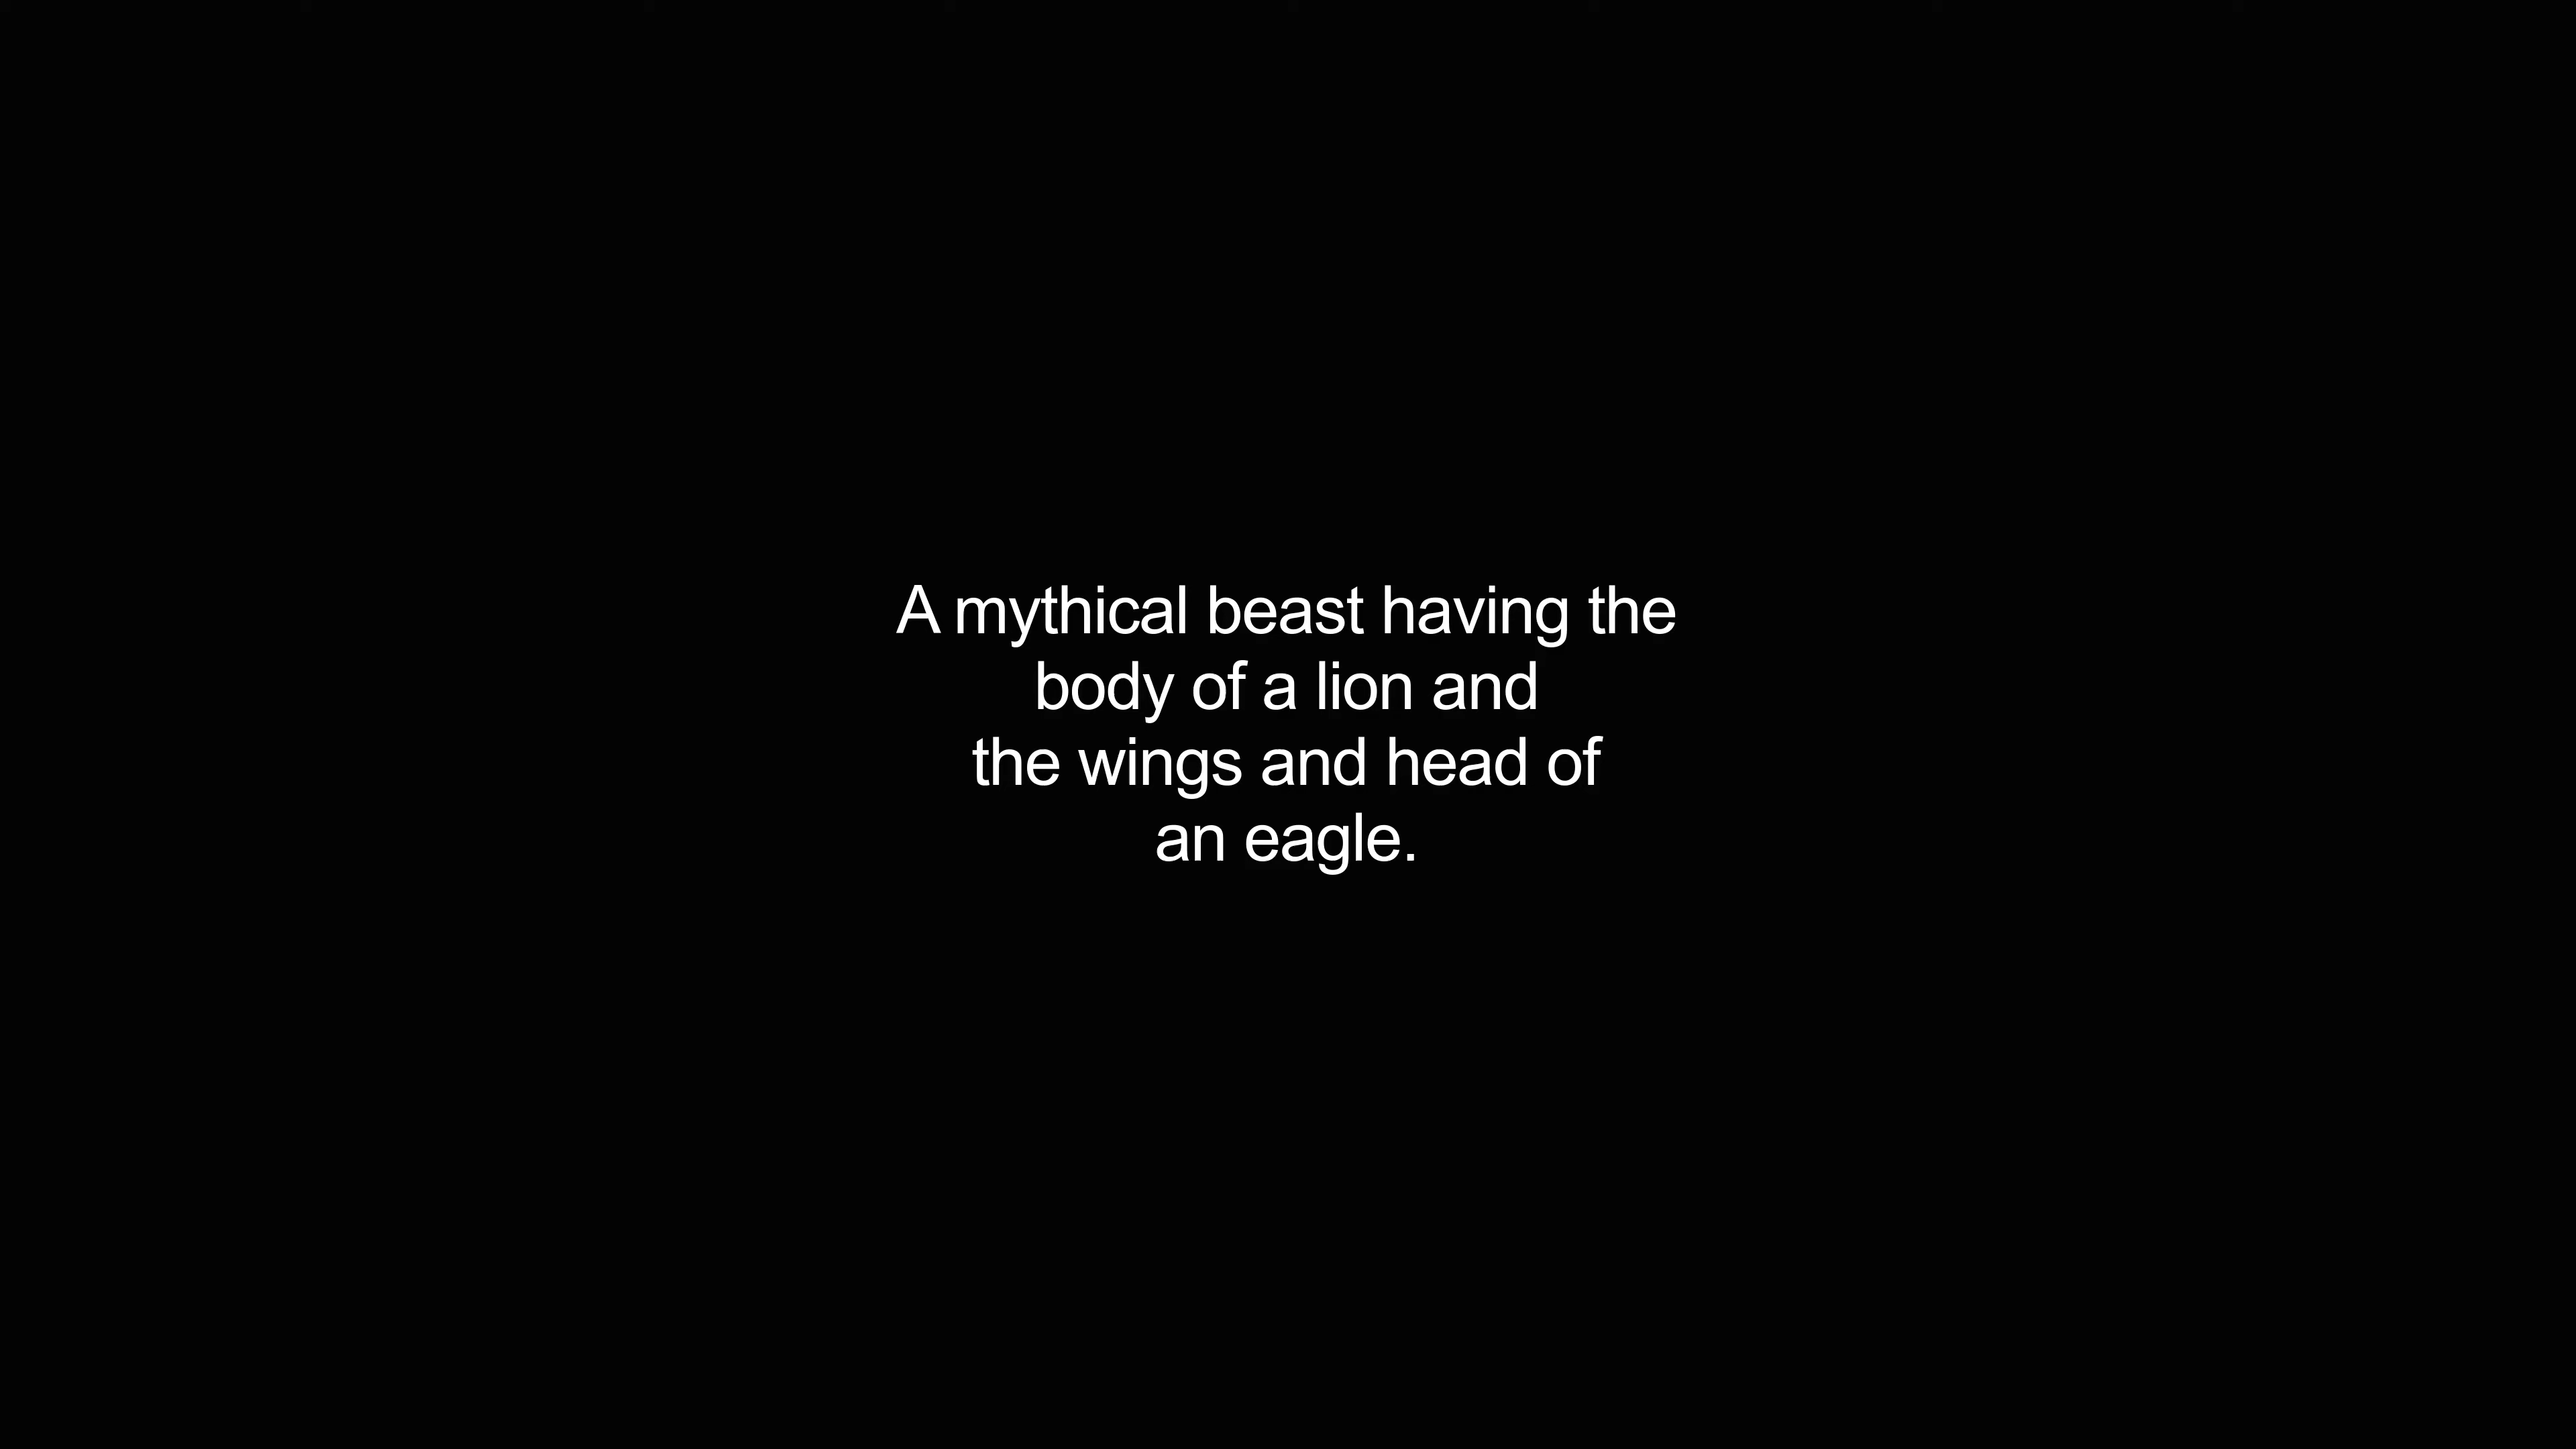 A mythical beast having the
body of a lion and
the wings and head of
an eagle.